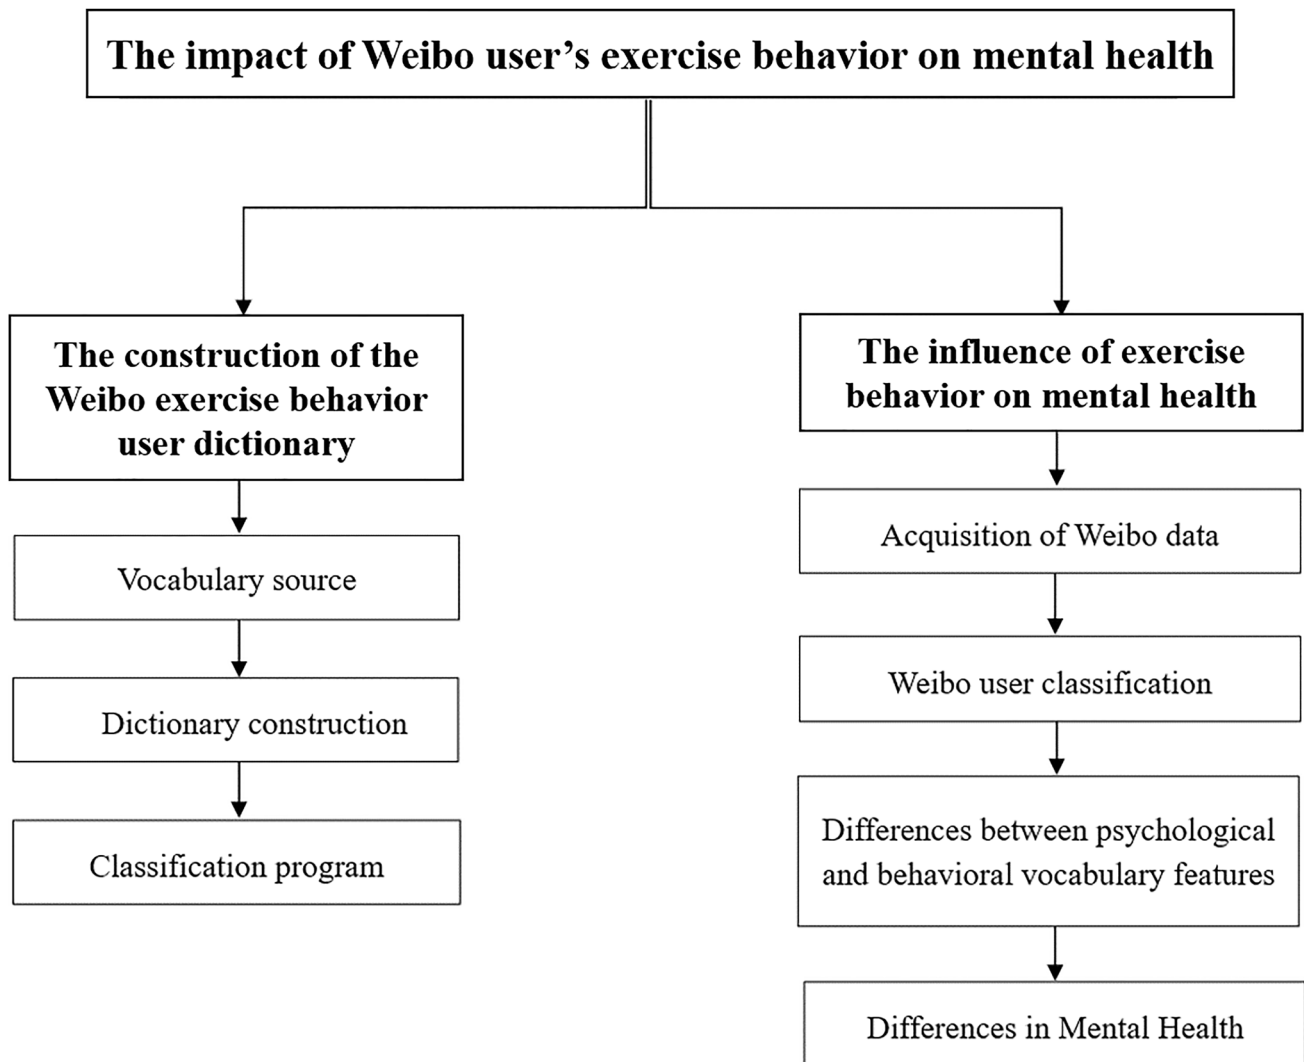 The impact of Weibo user’s exercise behavior on mental health
The construction of the
Weibo exercise behavior
user dictionary
Vocabulary source
Dictionary construction
Classification program
The influence of exercise
behavior on mental health
Acquisition of Weibo data
Weibo user classification
Differences between psychological
and behavioral vocabulary features
Differences in Mental Health